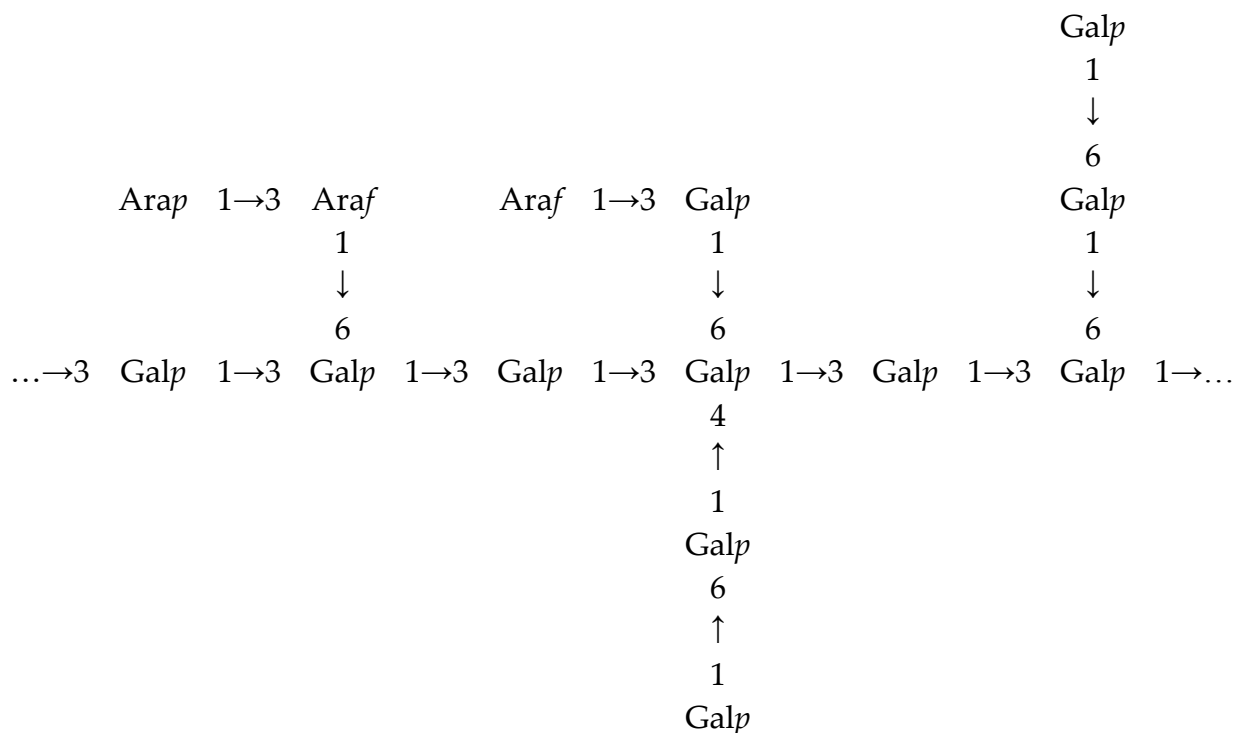 Galp
1
↓
6
Arap 1→3 Araf Araf 1→3 Galp Galp
1 1 1
↓ ↓ ↓
6 6 6
…→3 Galp 1→3 Galp 1→3 Galp 1→3 Galp 1→3 Galp 1→3 Galp 1→…
4
↑
1
Galp
6
↑
1
Galp